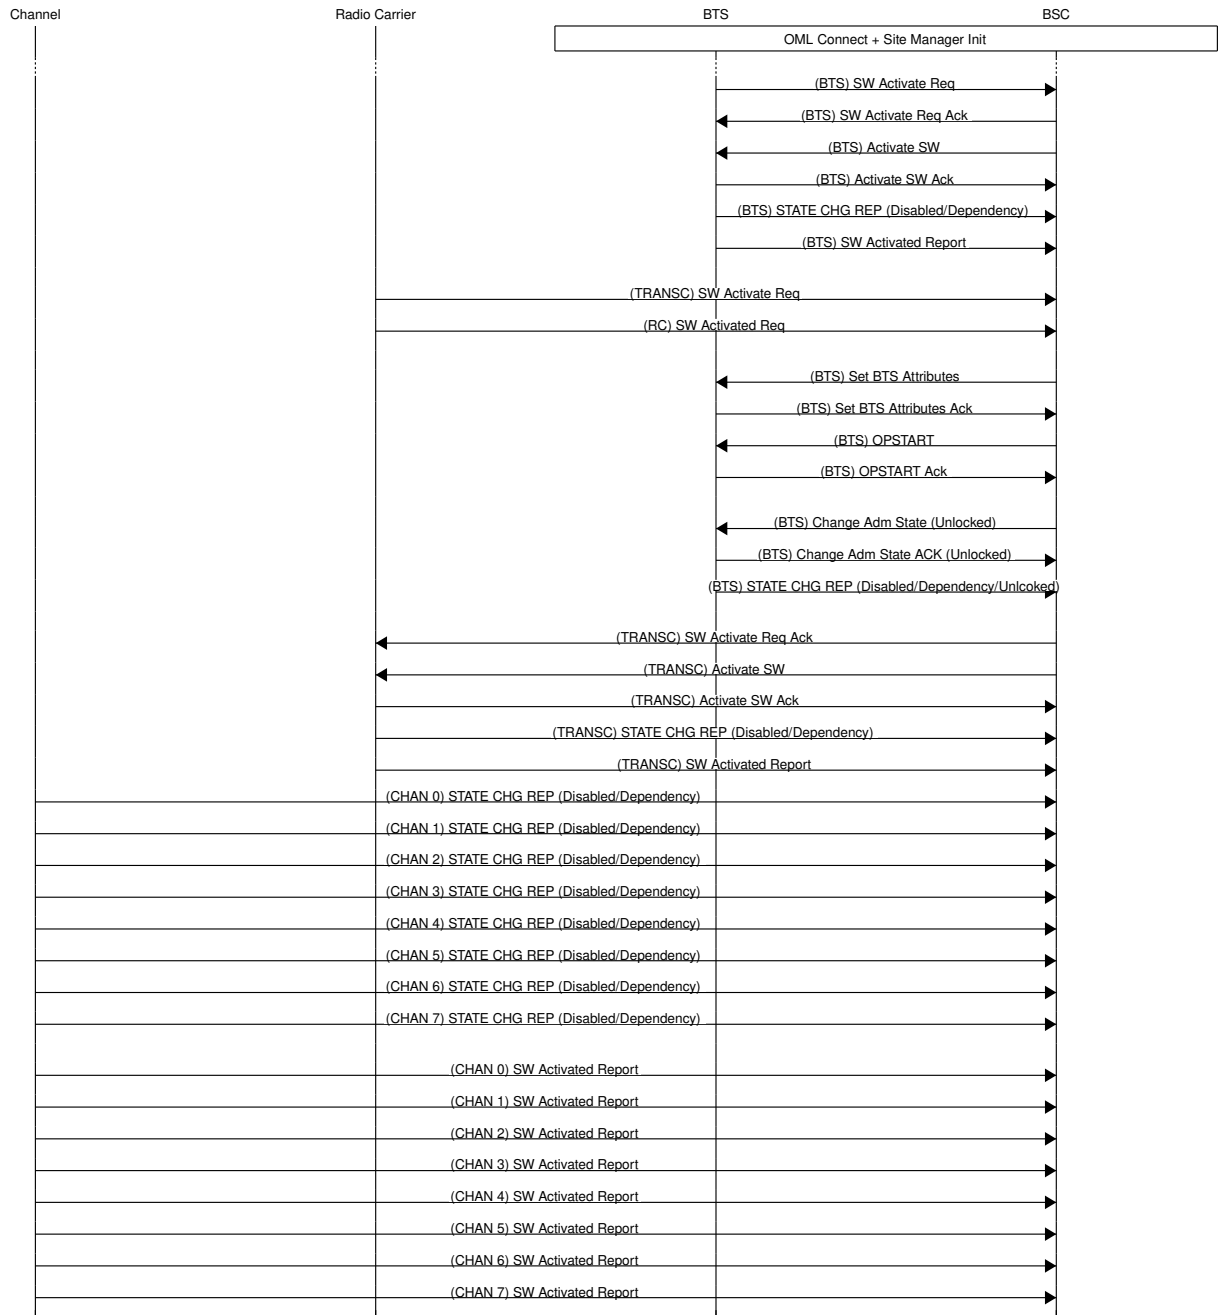 Channel Radio Carrier BTS BSC
OML Connect + Site Manager Init
(BTS) SW Activate Req
(BTS) SW Activate Req Ack
(BTS) Activate SW
(BTS) Activate SW Ack
(BTS) STATE CHG REP (Disabled/Dependency)
(BTS) SW Activated Report
(TRANSC) SW Activate Req
(RC) SW Activated Req
(BTS) Set BTS Attributes
(BTS) Set BTS Attributes Ack
(BTS) OPSTART
(BTS) OPSTART Ack
(BTS) Change Adm State (Unlocked)
(BTS) Change Adm State ACK (Unlocked)
(BTS) STATE CHG REP (Disabled/Dependency/Unlcoked)
(TRANSC) SW Activate Req Ack
(TRANSC) Activate SW
(TRANSC) Activate SW Ack
(TRANSC) STATE CHG REP (Disabled/Dependency)
(TRANSC) SW Activated Report
(CHAN 0) STATE CHG REP (Disabled/Dependency)
(CHAN 1) STATE CHG REP (Disabled/Dependency)
(CHAN 2) STATE CHG REP (Disabled/Dependency)
(CHAN 3) STATE CHG REP (Disabled/Dependency)
(CHAN 4) STATE CHG REP (Disabled/Dependency)
(CHAN 5) STATE CHG REP (Disabled/Dependency)
(CHAN 6) STATE CHG REP (Disabled/Dependency)
(CHAN 7) STATE CHG REP (Disabled/Dependency)
(CHAN 0) SW Activated Report
(CHAN 1) SW Activated Report
(CHAN 2) SW Activated Report
(CHAN 3) SW Activated Report
(CHAN 4) SW Activated Report
(CHAN 5) SW Activated Report
(CHAN 6) SW Activated Report
(CHAN 7) SW Activated Report